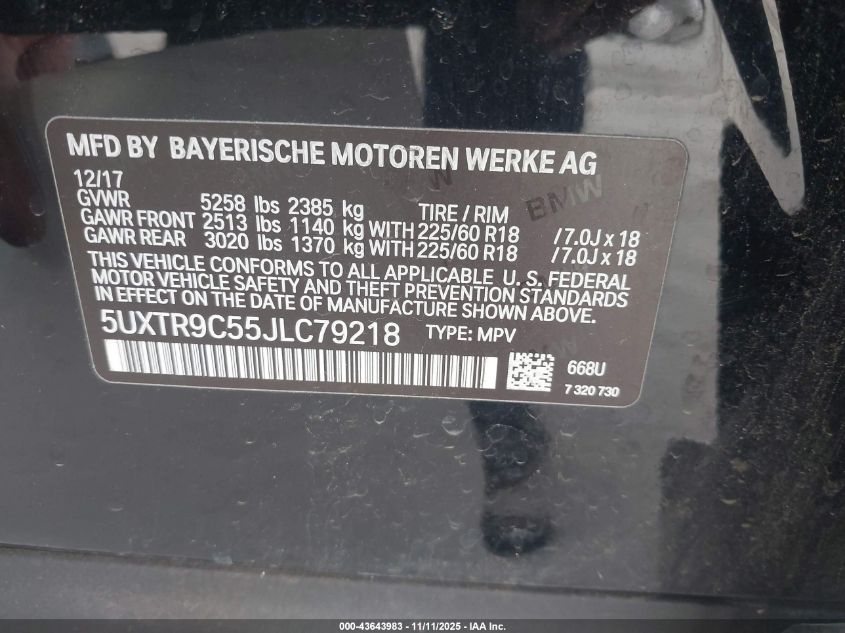 MFD BY BAYERISCHE MOTOREN WERKE AG
12/17
GVWR 5258 lbs 2385 kg TIRE / RIM
GAWR FRONT 2513 lbs 1140 kg WITH 225/60 R18 / 7.0J x 18
GAWR REAR 3020 lbs 1370 kg WITH 225/60 R18 / 7.0J x 18
THIS VEHICLE CONFORMS TO ALL APPLICABLE U. S. FEDERAL
MOTOR VEHICLE SAFETY AND THEFT PREVENTION STANDARDS
IN EFFECT ON THE DATE OF MANUFACTURE SHOWN ABOVE.
5UXTR9C55JLC79218 TYPE: MPV
668U
7 320 730
BMW
000-43643983 - 11/11/2025 - IAA Inc.